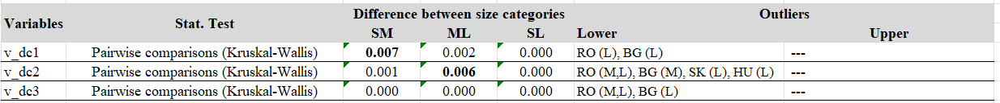 Variables Stat. Test Difference between size categories Outliers
SM ML SL Lower Upper
v_dc1 Pairwise comparisons (Kruskal-Wallis) 0.007 0.002 0.000 RO (L), BG (L) ---
v_dc2 Pairwise comparisons (Kruskal-Wallis) 0.001 0.006 0.000 RO (M,L), BG (M), SK (L), HU (L) ---
v_dc3 Pairwise comparisons (Kruskal-Wallis) 0.000 0.000 0.000 RO (M,L), BG (L) ---